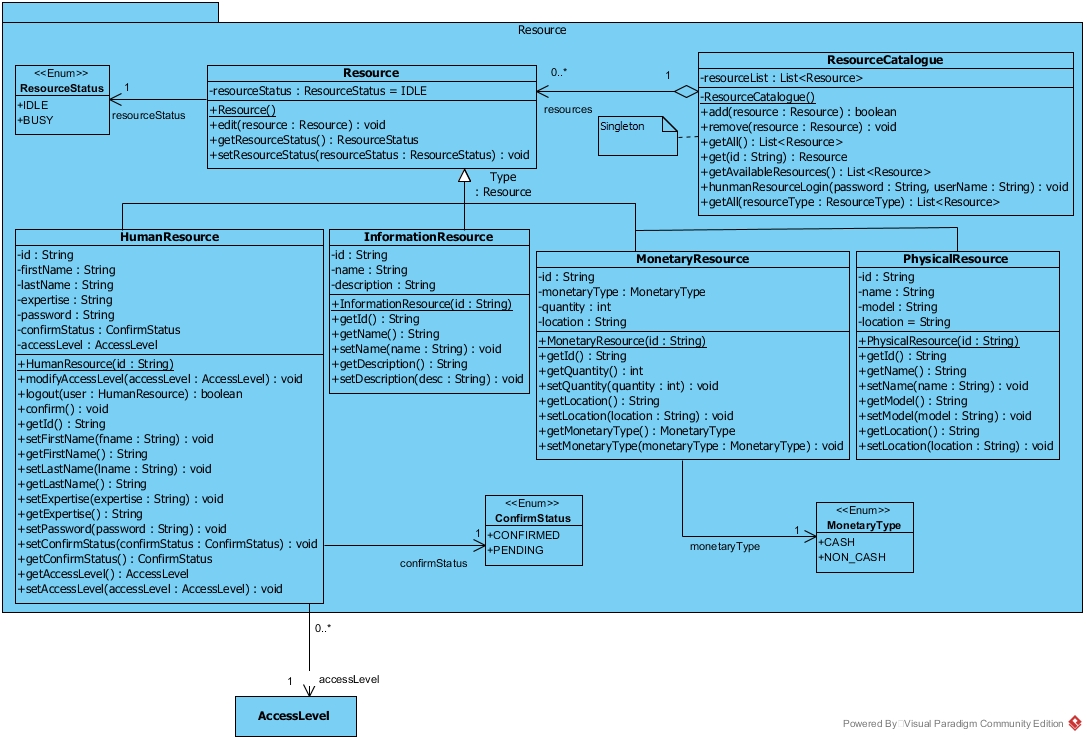 Resource
<<Enum>>
ResourceStatus
+IDLE
+BUSY
1
resourceStatus
Resource
-resourceStatus : ResourceStatus = IDLE
+Resource()
+edit(resource : Resource) : void
+getResourceStatus() : ResourceStatus
+setResourceStatus(resourceStatus : ResourceStatus) : void
0..*
1
resources
Singleton
ResourceCatalogue
-resourceList : List<Resource>
-ResourceCatalogue()
+add(resource : Resource) : boolean
+remove(resource : Resource) : void
+getAll() : List<Resource>
+get(id : String) : Resource
+getAvailableResources() : List<Resource>
+hunmanResourceLogin(password : String, userName : String) : void
+getAll(resourceType : ResourceType) : List<Resource>
Type
: Resource
HumanResource
-id : String
-firstName : String
-lastName : String
-expertise : String
-password : String
-confirmStatus : ConfirmStatus
-accessLevel : AccessLevel
+HumanResource(id : String)
+modifyAccessLevel(accessLevel : AccessLevel) : void
+logout(user : HumanResource) : boolean
+confirm() : void
+getId() : String
+setFirstName(fname : String) : void
+getFirstName() : String
+setLastName(lname : String) : void
+getLastName() : String
+setExpertise(expertise : String) : void
+getExpertise() : String
+setPassword(password : String) : void
+setConfirmStatus(confirmStatus : ConfirmStatus) : void
+getConfirmStatus() : ConfirmStatus
+getAccessLevel() : AccessLevel
+setAccessLevel(accessLevel : AccessLevel) : void
InformationResource
-id : String
-name : String
-description : String
+InformationResource(id : String)
+getId() : String
+getName() : String
+setName(name : String) : void
+getDescription() : String
+setDescription(desc : String) : void
MonetaryResource
-id : String
-monetaryType : MonetaryType
-quantity : int
-location : String
+MonetaryResource(id : String)
+getId() : String
+getQuantity() : int
+setQuantity(quantity : int) : void
+getLocation() : String
+setLocation(location : String) : void
+getMonetaryType() : MonetaryType
+setMonetaryType(monetaryType : MonetaryType) : void
PhysicalResource
-id : String
-name : String
-model : String
-location = String
+PhysicalResource(id : String)
+getId() : String
+getName() : String
+setName(name : String) : void
+getModel() : String
+setModel(model : String) : void
+getLocation() : String
+setLocation(location : String) : void
1
confirmStatus
<<Enum>>
ConfirmStatus
+CONFIRMED
+PENDING
monetaryType
1
<<Enum>>
MonetaryType
+CASH
+NON_CASH
0..*
1
accessLevel
AccessLevel
Powered By Visual Paradigm Community Edition